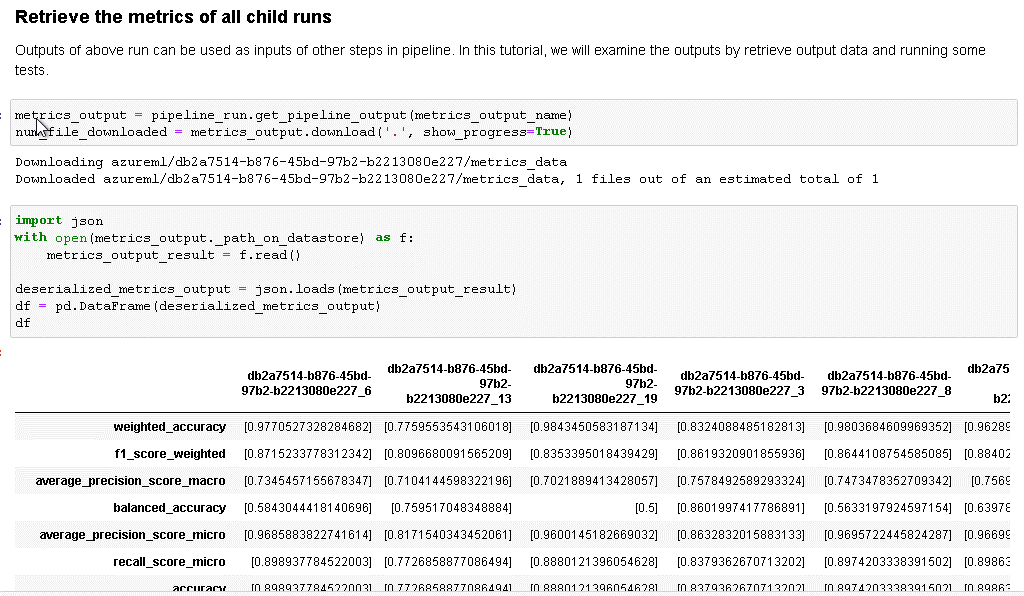 Retrieve the metrics of all child runs
Outputs of above run can be used as inputs of other steps in pipeline. In this tutorial, we will examine the outputs by retrieve output data and running some
tests.
metrics_output = pipeline_run.get_pipeline_output(metrics_output_name)
num_file_downloaded = metrics_output.download('.', show_progress=True)
Downloading azureml/db2a7514-b876-45bd-97b2-b2213080e227/metrics_data
Downloaded azureml/db2a7514-b876-45bd-97b2-b2213080e227/metrics_data, 1 files out of an estimated total of 1
import json
with open(metrics_output._path_on_datastore) as f:
    metrics_output_result = f.read()
deserialized_metrics_output = json.loads(metrics_output_result)
df = pd.DataFrame(deserialized_metrics_output)
df
db2a7514-b876-45bd-97b2-b2213080e227_6 db2a7514-b876-45bd-97b2-b2213080e227_13 db2a7514-b876-45bd-97b2-b2213080e227_19 db2a7514-b876-45bd-97b2-b2213080e227_3 db2a7514-b876-45bd-97b2-b2213080e227_8 db2a75 b22
weighted_accuracy [0.9770527328284682] [0.7759553543106018] [0.9843450583187134] [0.8324088485182813] [0.9803684609969352] [0.96289
f1_score_weighted [0.8715233778312342] [0.8096680091565209] [0.8353395018439429] [0.8619320901855936] [0.8644108754585085] [0.88402
average_precision_score_macro [0.7345457155678347] [0.7104144598322196] [0.7021889413428057] [0.7578492589293324] [0.7473478352709342] [0.7569
balanced_accuracy [0.5843044418140696] [0.759517048348884] [0.5] [0.8601997417786891] [0.5633197924597154] [0.63978
average_precision_score_micro [0.9685883822741614] [0.8171540343452061] [0.9600145182669032] [0.8632832015883133] [0.9695722445824287] [0.96699
recall_score_micro [0.898937784522003] [0.7726858877086494] [0.8880121396054628] [0.8379362670713202] [0.8974203338391502] [0.89863
accuracy [0.898937784522003] [0.7726858877086494] [0.8880121396054628] [0.8379362670713202] [0.8974203338391502] [0.89863